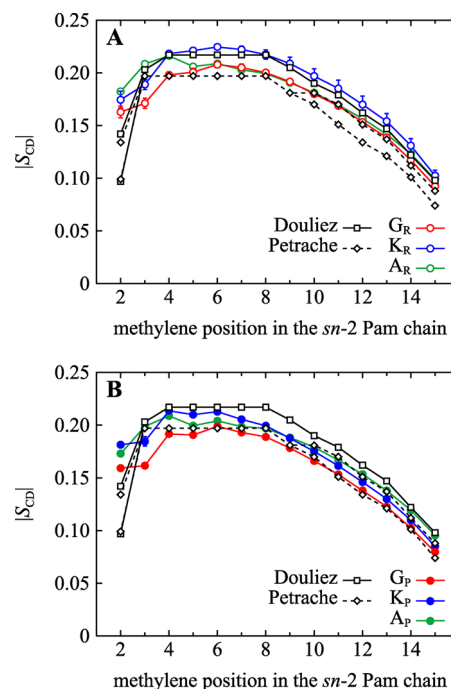 A
0.25
0.20
0.15
0.10
0.05
0
|S_CD|
Douliez
Petrache
G_R
K_R
A_R
2 4 6 8 10 12 14
methylene position in the sn-2 Pam chain
B
0.25
0.20
0.15
0.10
0.05
0
|S_CD|
Douliez
Petrache
G_P
K_P
A_P
2 4 6 8 10 12 14
methylene position in the sn-2 Pam chain